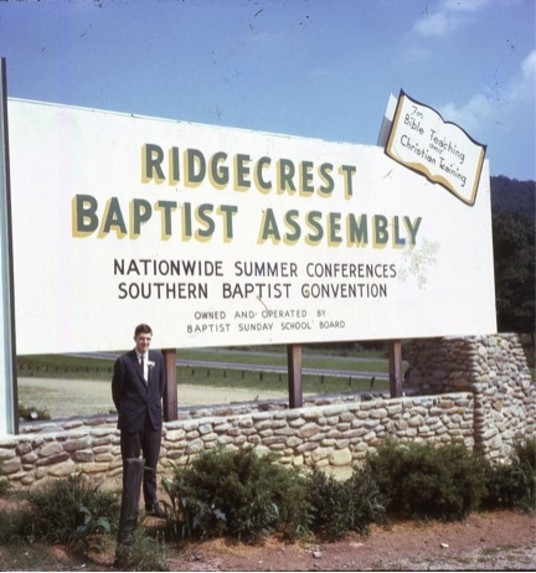 For
Bible Teaching
and
Christian Training
RIDGECREST
BAPTIST ASSEMBLY
NATIONWIDE SUMMER CONFERENCES
SOUTHERN BAPTIST CONVENTION
OWNED AND OPERATED BY
BAPTIST SUNDAY SCHOOL BOARD